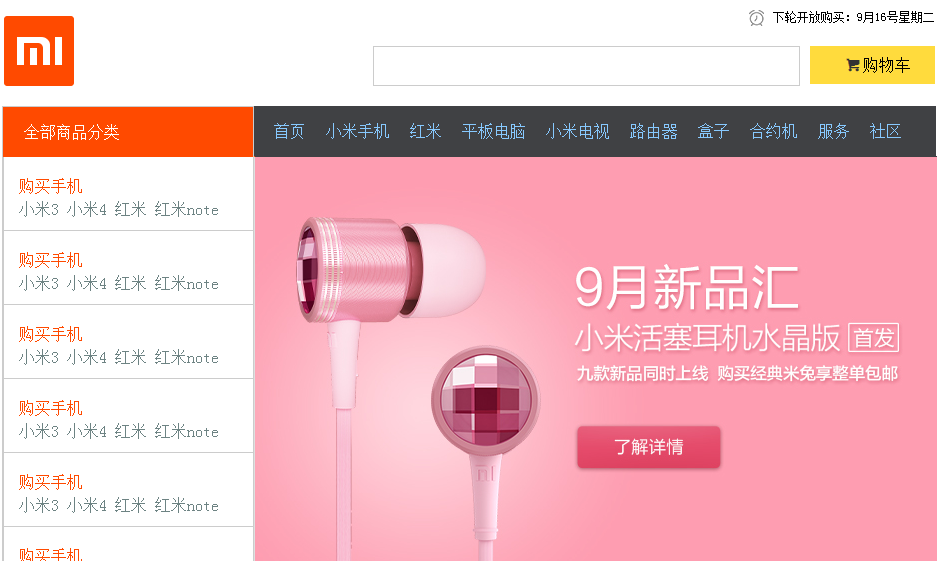 下轮开放购买：9月16号星期二
mi
购物车
全部商品分类
首页 小米手机 红米 平板电脑 小米电视 路由器 盒子 合约机 服务 社区
购买手机
小米3 小米4 红米 红米note
购买手机
小米3 小米4 红米 红米note
购买手机
小米3 小米4 红米 红米note
购买手机
小米3 小米4 红米 红米note
购买手机
小米3 小米4 红米 红米note
购买手机
9月新品汇
小米活塞耳机水晶版 首发
九款新品同时上线 购买经典米兔享整单包邮
了解详情
mi